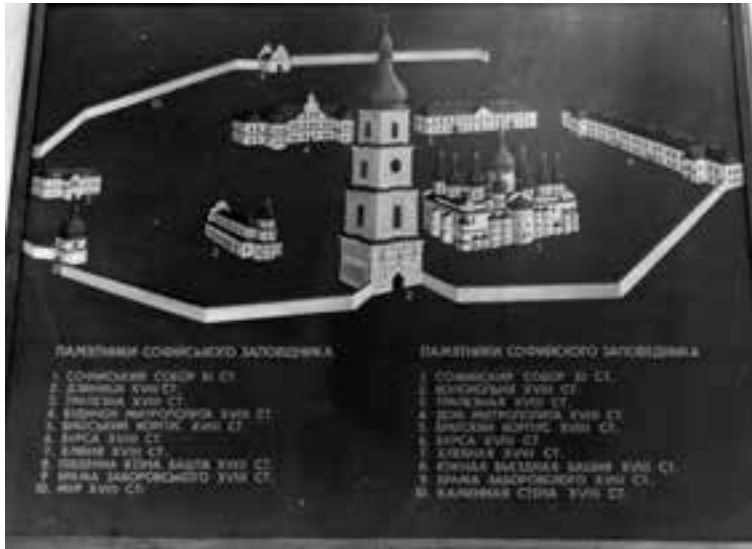 ПАМЯТНИКИ СОФІЙСЬКОГО ЗАПОВІДНИКА
1. СОФІЙСЬКИЙ СОБОР XI СТ.
2. ДЗВІНИЦЯ XVIII СТ.
3. ТРАПЕЗНА XVIII СТ.
4. БУДИНОК МИТРОПОЛИТА XVIII СТ.
5. БРАТСЬКИЙ КОРПУС XVIII СТ.
6. БУРСА XVIII СТ.
7. ХЛІБНЯ XVIII СТ.
8. ПІВДЕННА БАШТА XVIII СТ.
9. БРАМА ЗАБОРОВСЬКОГО XVIII СТ.
10. МУР XVIII СТ.
ПАМЯТНИКИ СОФИЙСКОГО ЗАПОВЕДНИКА
1. СОФИЙСКИЙ СОБОР XI СТ.
2. КОЛОКОЛЬНЯ XVIII СТ.
3. ТРАПЕЗНАЯ XVIII СТ.
4. ДОМ МИТРОПОЛИТА XVIII СТ.
5. БРАТСКИЙ КОРПУС XVIII СТ.
6. БУРСА XVIII СТ.
7. ХЛЕБНАЯ XVIII СТ.
8. ЮЖНАЯ ВЪЕЗДНАЯ БАШНЯ XVIII СТ.
9. БРАМА ЗАБОРОВСКОГО XVIII СТ.
10. КАМЕННАЯ СТЕНА XVIII СТ.